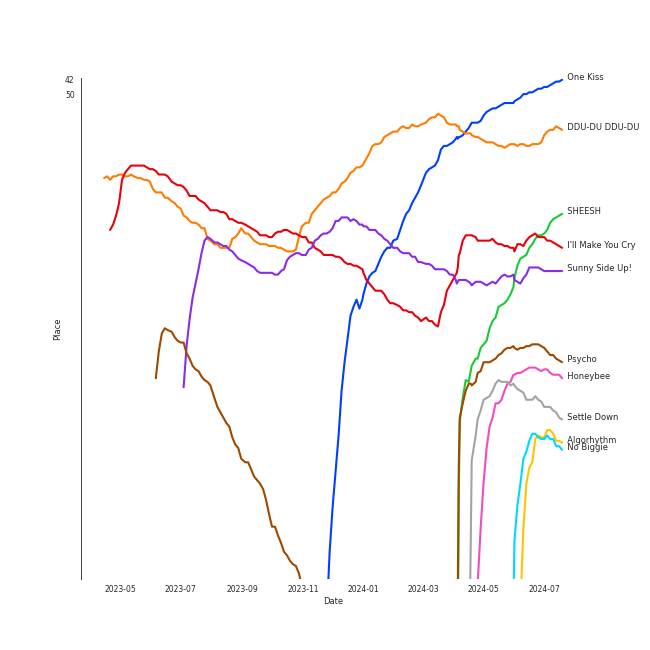 42
50
Place
One Kiss
DDU-DU DDU-DU
SHEESH
I'll Make You Cry
Sunny Side Up!
Psycho
Honeybee
Settle Down
Algorhythm
No Biggie
2023-05 2023-07 2023-09 2023-11 2024-01 2024-03 2024-05 2024-07
Date